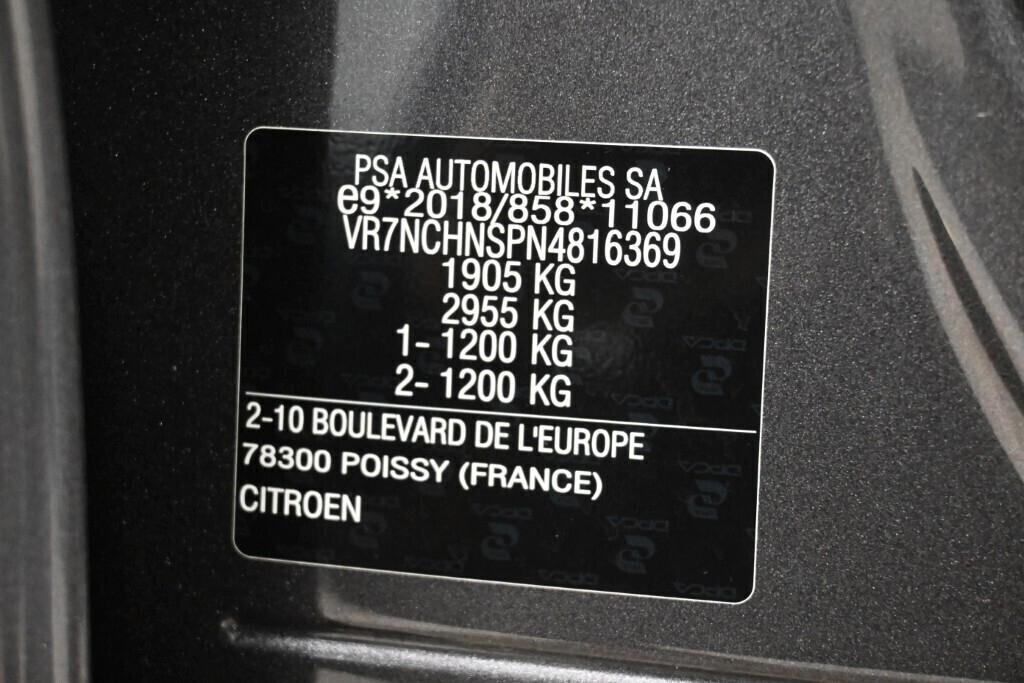 PSA AUTOMOBILES SA
e9*2018/858*11066
VR7NCHNSPN4816369
1905 KG
2955 KG
1- 1200 KG
2- 1200 KG
2-10 BOULEVARD DE L'EUROPE
78300 POISSY (FRANCE)
CITROEN